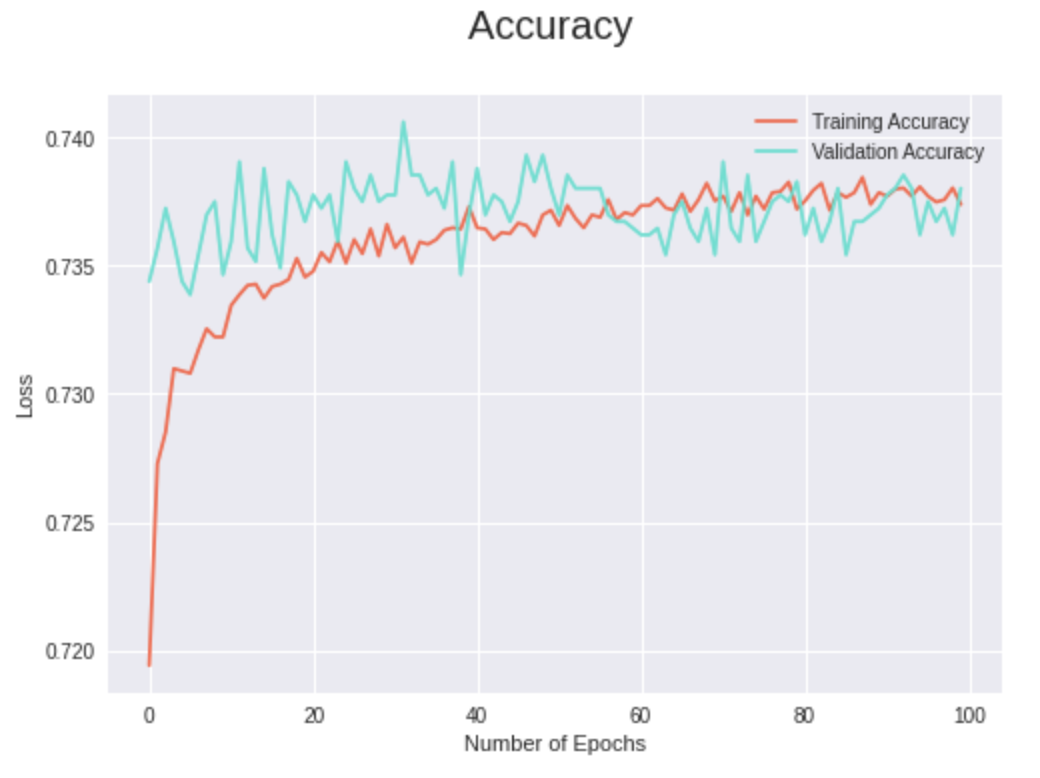 Accuracy
Training Accuracy
Validation Accuracy
0.740
0.735
0.730
0.725
0.720
Loss
0 20 40 60 80 100
Number of Epochs